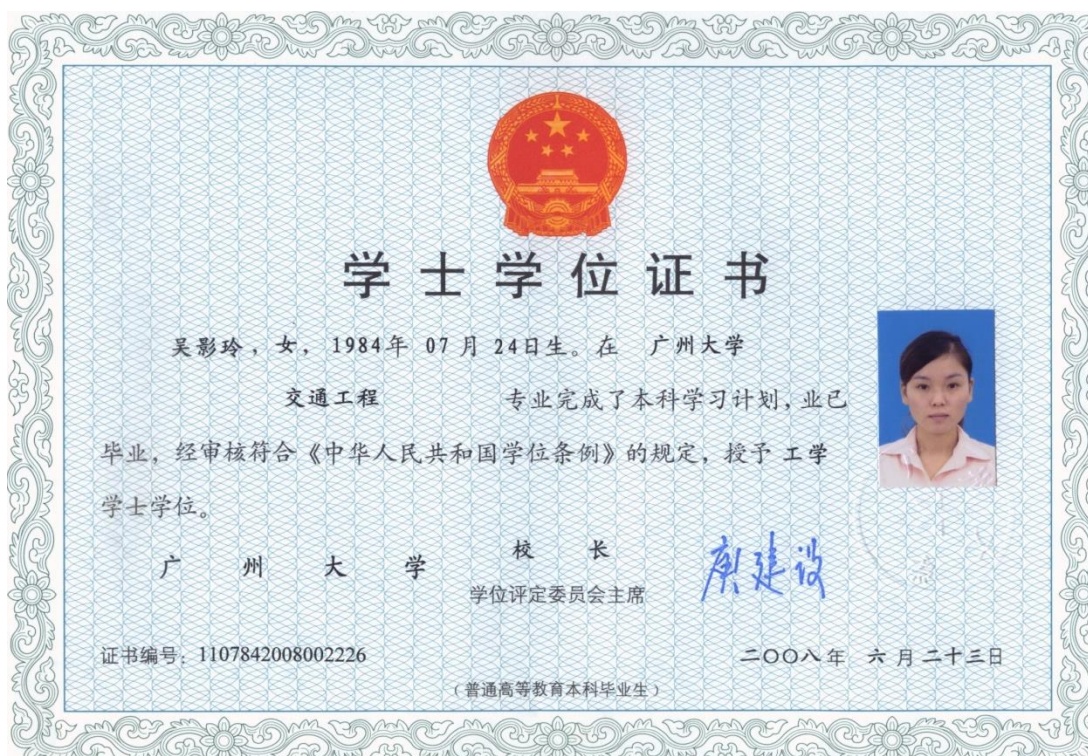 学士学位证书
吴影玲，女，1984年 07 月 24日生。在 广州大学
交通工程 专业完成了本科学习计划，业已
毕业，经审核符合《中华人民共和国学位条例》的规定，授予 工学
学士学位。
广 州 大 学
校 长
学位评定委员会主席
庾建设
证书编号：1107842008002226
二〇〇八年 六 月 二十三日
（普通高等教育本科毕业生）